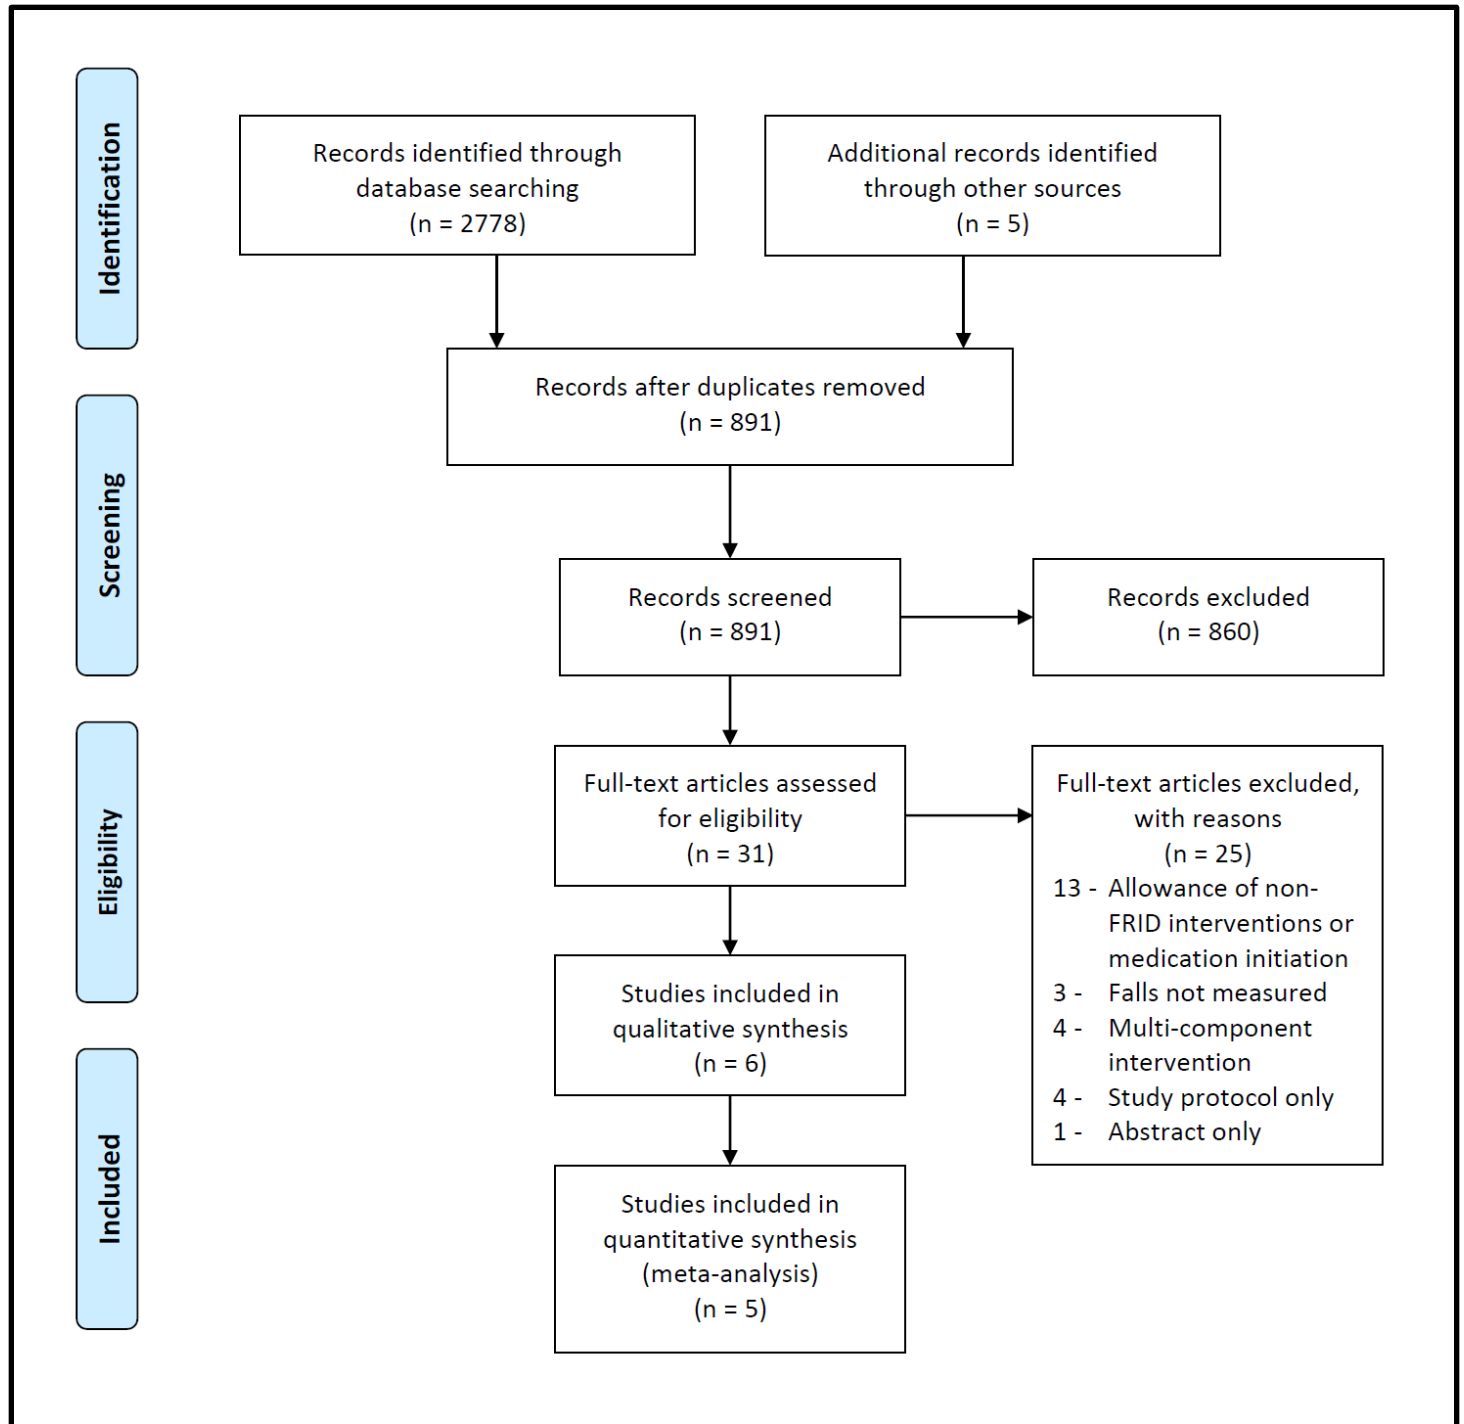 Identification
Records identified through
database searching
(n = 2778)
Additional records identified
through other sources
(n = 5)
Records after duplicates removed
(n = 891)
Screening
Records screened
(n = 891)
Records excluded
(n = 860)
Eligibility
Full-text articles assessed
for eligibility
(n = 31)
Full-text articles excluded,
with reasons
(n = 25)
13 - Allowance of non-
FRID interventions or
medication initiation
3 - Falls not measured
4 - Multi-component
intervention
4 - Study protocol only
1 - Abstract only
Studies included in
qualitative synthesis
(n = 6)
Included
Studies included in
quantitative synthesis
(meta-analysis)
(n = 5)